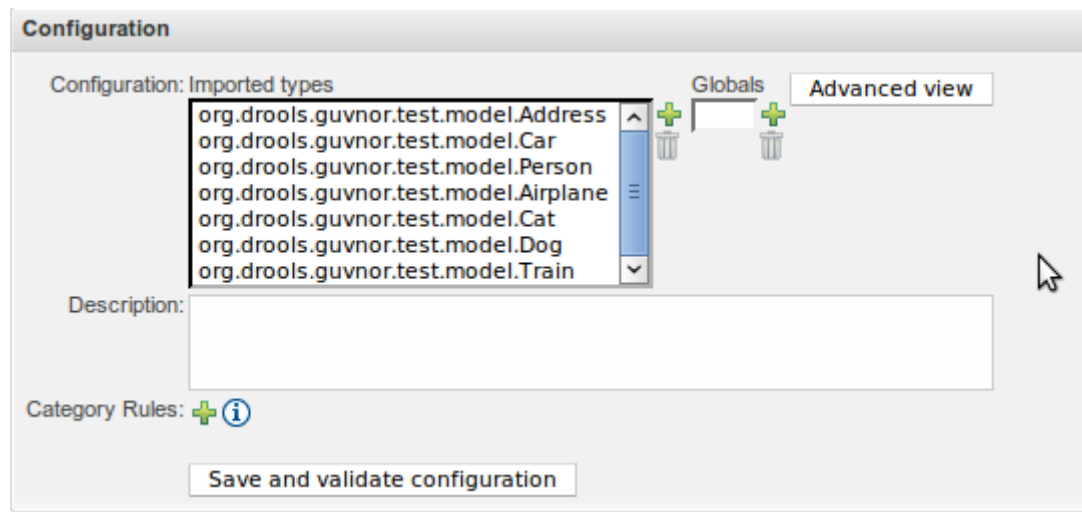 Configuration
Configuration: Imported types Globals Advanced view
org.drools.guvnor.test.model.Address
org.drools.guvnor.test.model.Car
org.drools.guvnor.test.model.Person
org.drools.guvnor.test.model.Airplane
org.drools.guvnor.test.model.Cat
org.drools.guvnor.test.model.Dog
org.drools.guvnor.test.model.Train
Description:
Category Rules:
Save and validate configuration